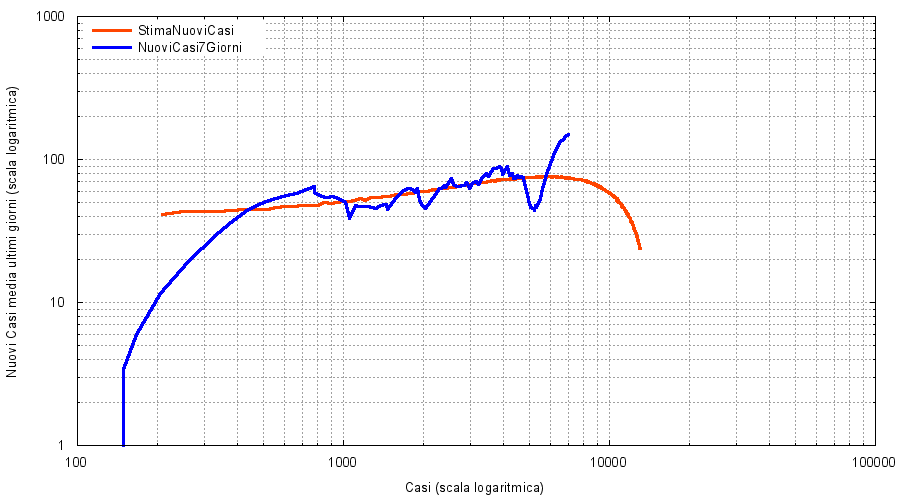 1000
StimaNuoviCasi
NuoviCasi7Giorni
100
10
1
Nuovi Casi media ultimi giorni (scala logaritmica)
100 1000 10000 100000
Casi (scala logaritmica)